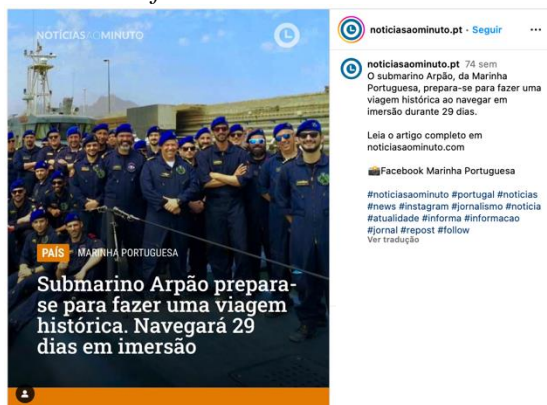 NOTÍCIASAOMINUTO
PAÍS MARINHA PORTUGUESA
Submarino Arpão prepara-
se para fazer uma viagem
histórica. Navegará 29
dias em imersão
noticiasaominuto.pt • Seguir
noticiasaominuto.pt 74 sem
O submarino Arpão, da Marinha
Portuguesa, prepara-se para fazer uma
viagem histórica ao navegar em
imersão durante 29 dias.
Leia o artigo completo em
noticiasaominuto.com
📸Facebook Marinha Portuguesa
#noticiasaominuto #portugal #notícias
#news #instagram #jornalismo #notícia
#atualidade #informa #informacao
#jornal #repost #follow
Ver tradução